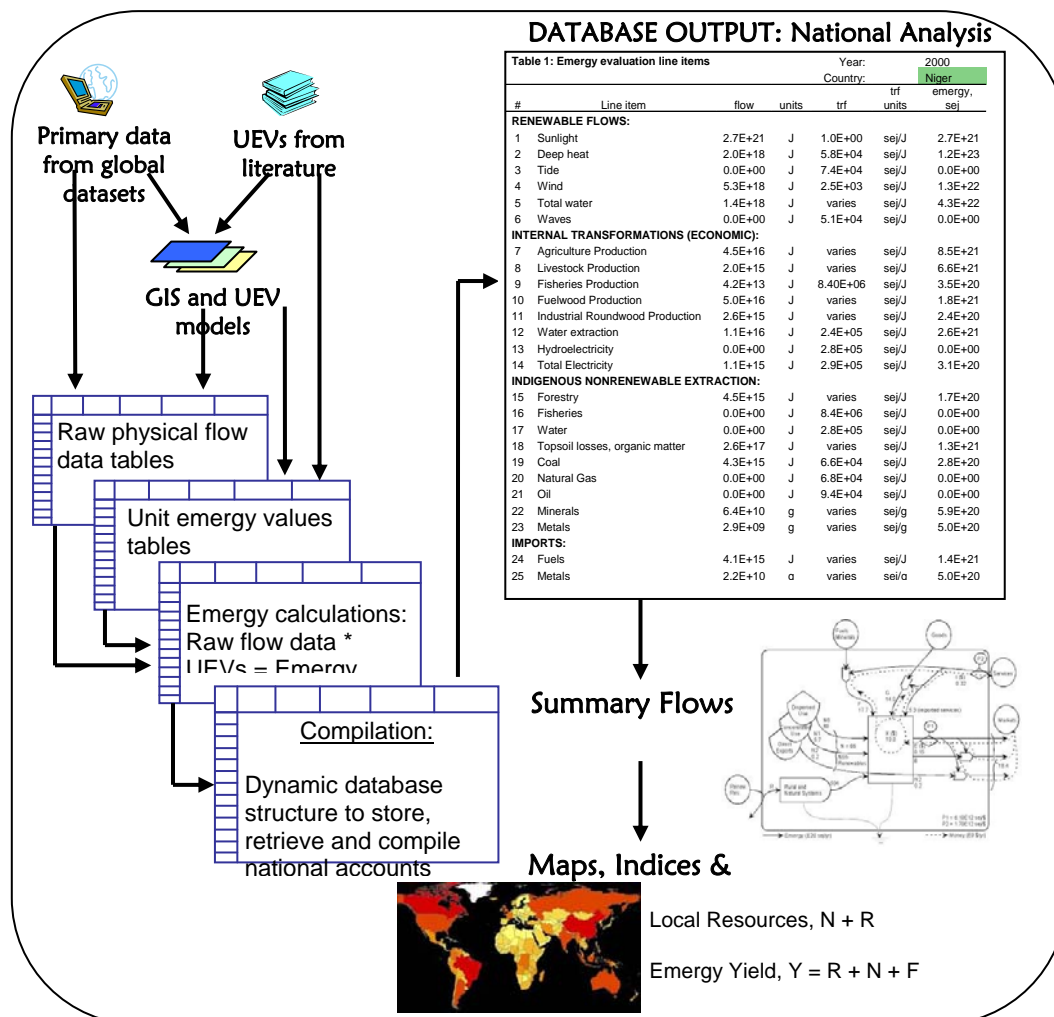 DATABASE OUTPUT: National Analysis
Table 1: Emergy evaluation line items Year: 2000
Country: Niger
# Line item flow units trf trf units emergy, sej
RENEWABLE FLOWS:
1 Sunlight 2.7E+21 J 1.0E+00 sej/J 2.7E+21
2 Deep heat 2.0E+18 J 5.8E+04 sej/J 1.2E+23
3 Tide 0.0E+00 J 7.4E+04 sej/J 0.0E+00
4 Wind 5.3E+18 J 2.5E+03 sej/J 1.3E+22
5 Total water 1.4E+18 J varies sej/J 4.3E+22
6 Waves 0.0E+00 J 5.1E+04 sej/J 0.0E+00
INTERNAL TRANSFORMATIONS (ECONOMIC):
7 Agriculture Production 4.5E+16 J varies sej/J 8.5E+21
8 Livestock Production 2.0E+15 J varies sej/J 6.6E+21
9 Fisheries Production 4.2E+13 J 8.40E+06 sej/J 3.5E+20
10 Fuelwood Production 5.0E+16 J varies sej/J 1.8E+21
11 Industrial Roundwood Production 2.6E+15 J varies sej/J 2.4E+20
12 Water extraction 1.1E+16 J 2.4E+05 sej/J 2.6E+21
13 Hydroelectricity 0.0E+00 J 2.8E+05 sej/J 0.0E+00
14 Total Electricity 1.1E+15 J 2.9E+05 sej/J 3.1E+20
INDIGENOUS NONRENEWABLE EXTRACTION:
15 Forestry 4.5E+15 J varies sej/J 1.7E+20
16 Fisheries 0.0E+00 J 8.4E+06 sej/J 0.0E+00
17 Water 0.0E+00 J 2.8E+05 sej/J 0.0E+00
18 Topsoil losses, organic matter 2.6E+17 J varies sej/J 1.3E+21
19 Coal 4.3E+15 J 6.6E+04 sej/J 2.8E+20
20 Natural Gas 0.0E+00 J 6.8E+04 sej/J 0.0E+00
21 Oil 0.0E+00 J 9.4E+04 sej/J 0.0E+00
22 Minerals 6.4E+10 g varies sej/g 5.9E+20
23 Metals 2.9E+09 g varies sej/g 5.0E+20
IMPORTS:
24 Fuels 4.1E+15 J varies sej/J 1.4E+21
25 Metals 2.2E+10 g varies sej/g 5.0E+20
Primary data
from global
datasets
UEVs from
literature
GIS and UEV
models
Raw physical flow
data tables
Unit emergy values
tables
Emergy calculations:
Raw flow data *
UEVs = Emergy
Compilation:
Dynamic database
structure to store,
retrieve and compile
national accounts
Summary Flows
Goods
Services
Markets
Maps, Indices &
Local Resources, N + R
Emergy Yield, Y = R + N + F